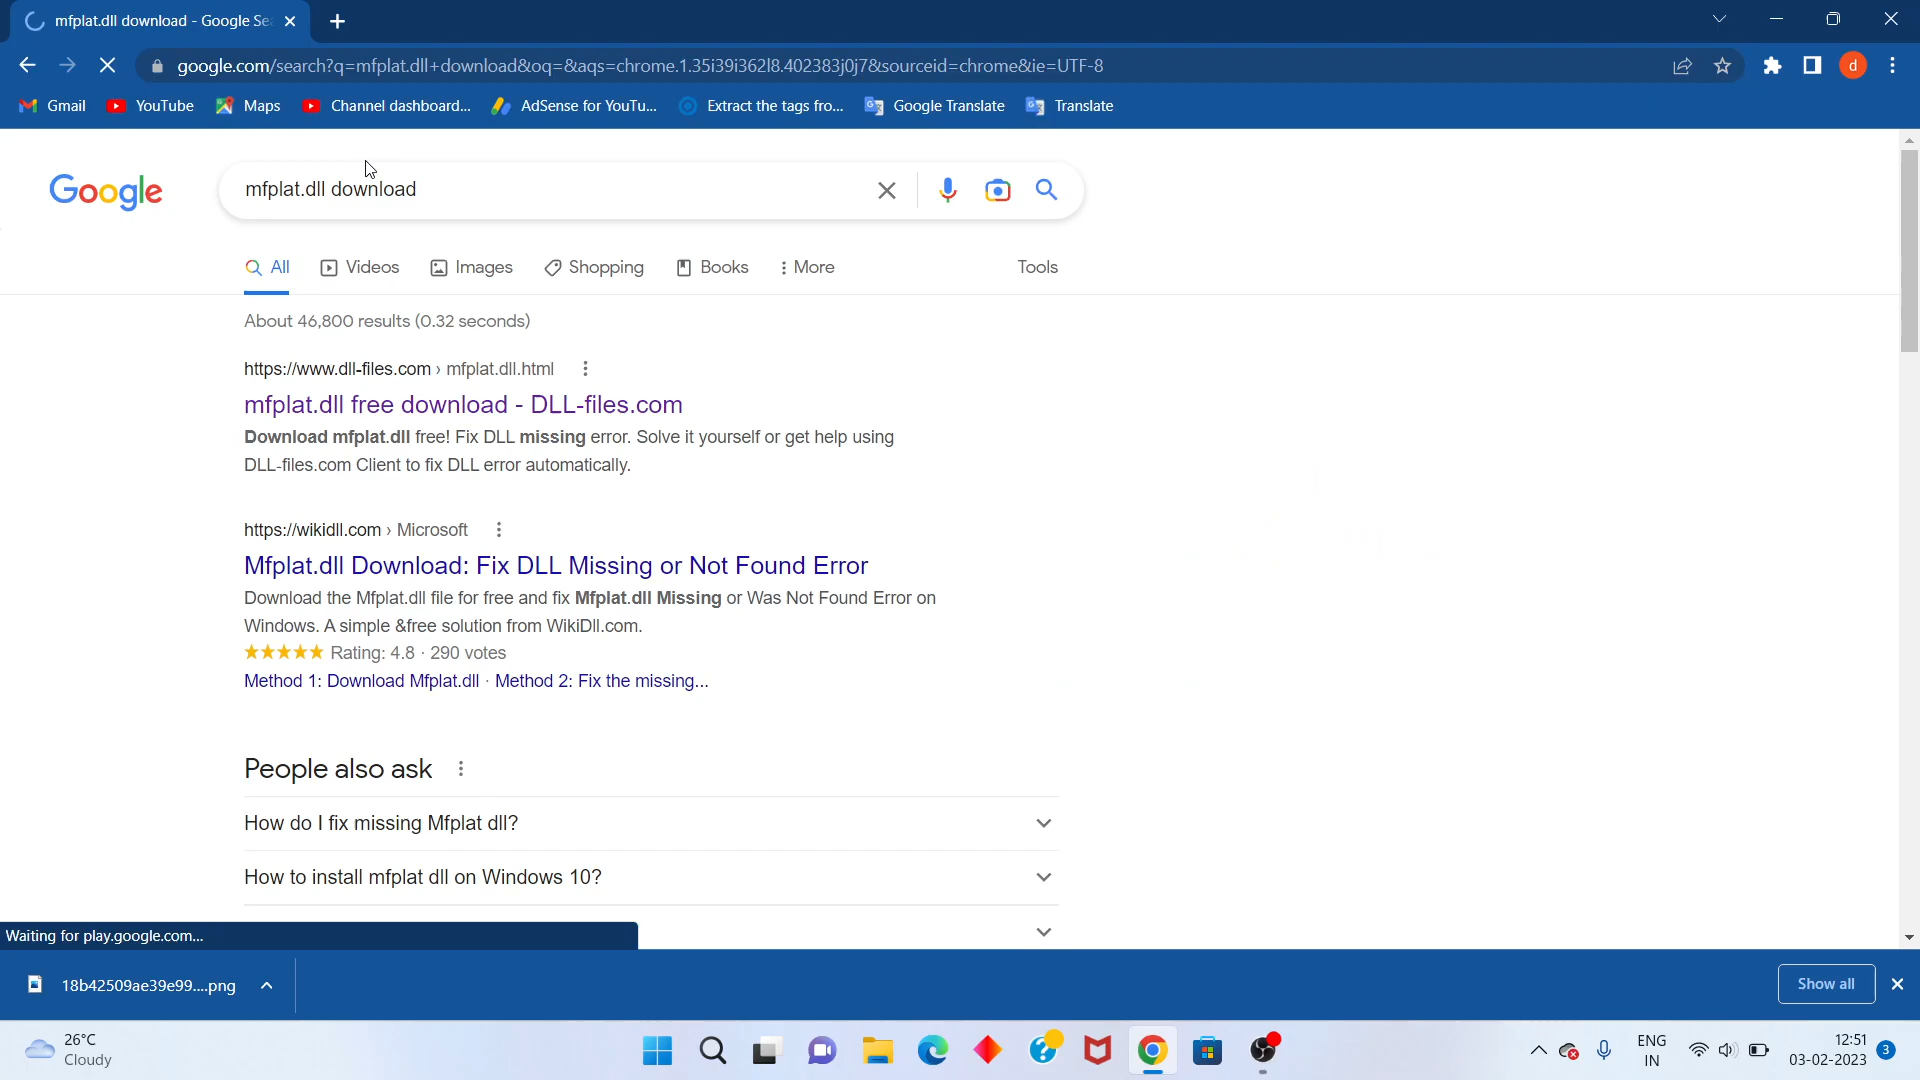 mfplat.dll download - Google Se
google.com/search?q=mfplat.dll+download&oq=&aqs=chrome.1.35i39i362l8.402383j0j7&sourceid=chrome&ie=UTF-8
d
Gmail YouTube Maps Channel dashboard... AdSense for YouTu... Extract the tags fro... Google Translate Translate
Google
mfplat.dll download
All Videos Images Shopping Books More Tools
About 46,800 results (0.32 seconds)
https://www.dll-files.com › mfplat.dll.html
mfplat.dll free download - DLL-files.com
Download mfplat.dll free! Fix DLL missing error. Solve it yourself or get help using
DLL-files.com Client to fix DLL error automatically.
https://wikidll.com › Microsoft
Mfplat.dll Download: Fix DLL Missing or Not Found Error
Download the Mfplat.dll file for free and fix Mfplat.dll Missing or Was Not Found Error on
Windows. A simple &free solution from WikiDll.com.
Rating: 4.8 · 290 votes
Method 1: Download Mfplat.dll · Method 2: Fix the missing...
People also ask
How do I fix missing Mfplat dll?
How to install mfplat dll on Windows 10?
Waiting for play.google.com...
18b42509ae39e99....png
Show all
26°C
Cloudy
ENG
IN
12:51
03-02-2023
3